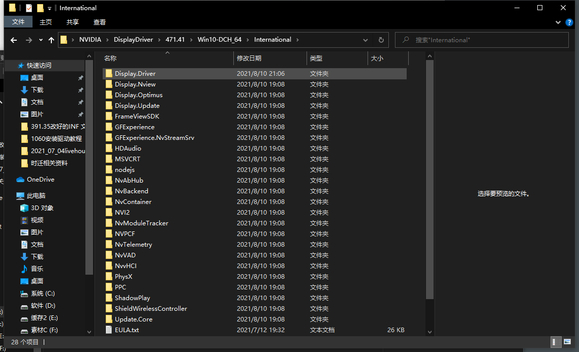 International
文件 主页 共享 查看
NVIDIA › DisplayDriver › 471.41 › Win10-DCH_64 › International ›
搜索"International"
快速访问
桌面
下载
文档
图片
391.35改好的INF 文
1060安装驱动教程
2021_07_04livehou
时迁相关资料
OneDrive
此电脑
3D 对象
视频
图片
文档
下载
音乐
桌面
系统 (C:)
软件 (D:)
缓存2 (E:)
素材C (F:)
名称 修改日期 类型 大小
Display.Driver 2021/8/10 21:06 文件夹
Display.Nview 2021/8/10 19:08 文件夹
Display.Optimus 2021/8/10 19:08 文件夹
Display.Update 2021/8/10 19:08 文件夹
FrameViewSDK 2021/8/10 19:08 文件夹
GFExperience 2021/8/10 19:08 文件夹
GFExperience.NvStreamSrv 2021/8/10 19:08 文件夹
HDAudio 2021/8/10 19:08 文件夹
MSVCRT 2021/8/10 19:08 文件夹
nodejs 2021/8/10 19:08 文件夹
NvAbHub 2021/8/10 19:08 文件夹
NvBackend 2021/8/10 19:08 文件夹
NvContainer 2021/8/10 19:08 文件夹
NVI2 2021/8/10 19:08 文件夹
NvModuleTracker 2021/8/10 19:08 文件夹
NVPCF 2021/8/10 19:08 文件夹
NvTelemetry 2021/8/10 19:08 文件夹
NvVAD 2021/8/10 19:08 文件夹
NvvHCI 2021/8/10 19:08 文件夹
PhysX 2021/8/10 19:08 文件夹
PPC 2021/8/10 19:08 文件夹
ShadowPlay 2021/8/10 19:08 文件夹
ShieldWirelessController 2021/8/10 19:08 文件夹
Update.Core 2021/8/10 19:08 文件夹
EULA.txt 2021/7/12 19:32 文本文档 26 KB
选择要预览的文件。
28 个项目